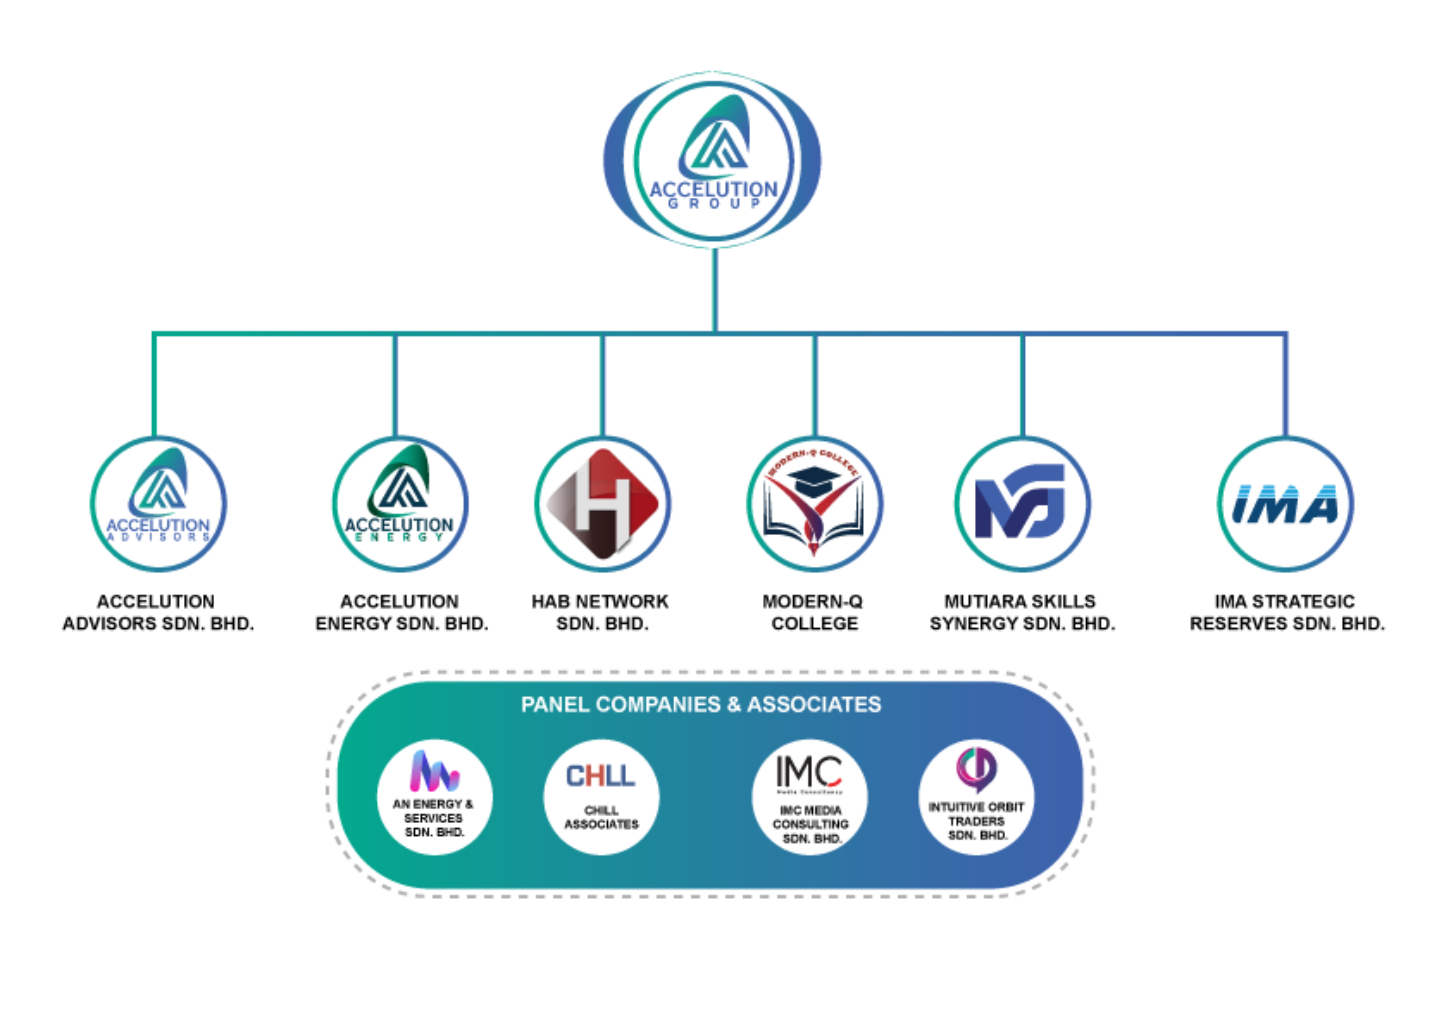 ACCELUTION
GROUP
MODERN-Q COLLEGE
ACCELUTION
ADVISORS
ACCELUTION
ENERGY
H
IMA
ACCELUTION
ADVISORS SDN. BHD.
ACCELUTION
ENERGY SDN. BHD.
HAB NETWORK
SDN. BHD.
MODERN-Q
COLLEGE
MUTIARA SKILLS
SYNERGY SDN. BHD.
IMA STRATEGIC
RESERVES SDN. BHD.
PANEL COMPANIES & ASSOCIATES
AN ENERGY &
SERVICES
SDN. BHD.
CHLL
CHILL
ASSOCIATES
IMC
Media Consultancy
IMC MEDIA
CONSULTING
SDN. BHD.
INTUITIVE ORBIT
TRADERS
SDN. BHD.